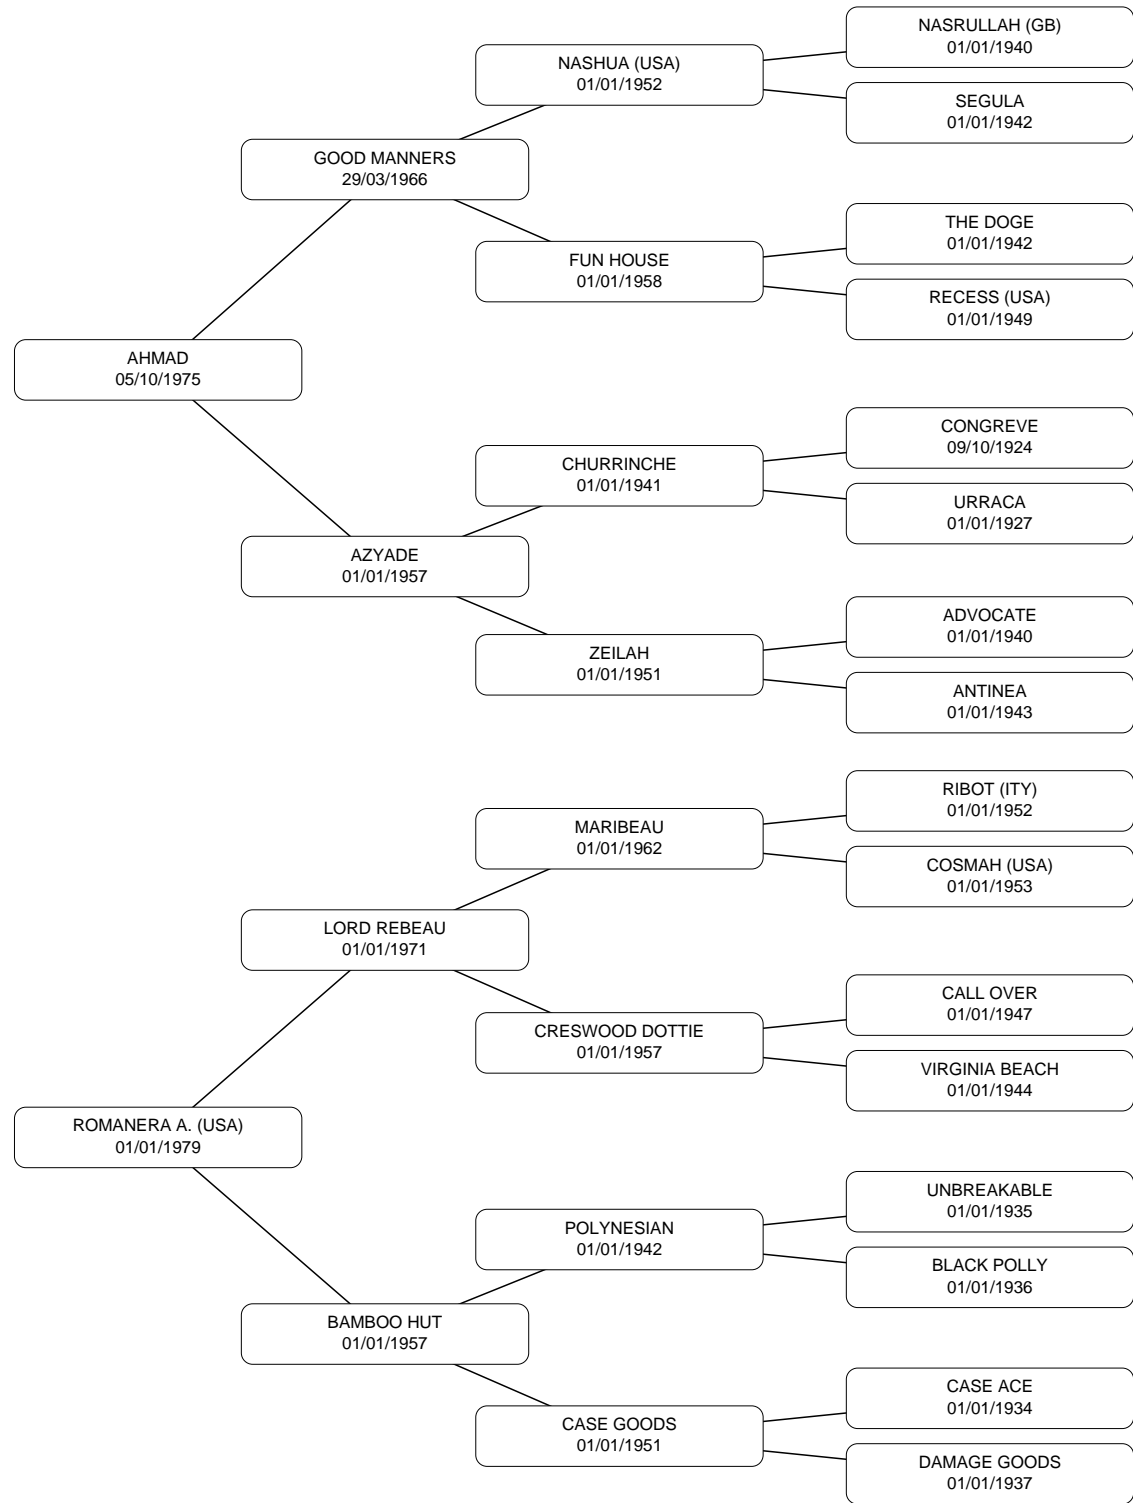 NASRULLAH (GB)
01/01/1940
NASHUA (USA)
01/01/1952
SEGULA
01/01/1942
GOOD MANNERS
29/03/1966
THE DOGE
01/01/1942
FUN HOUSE
01/01/1958
RECESS (USA)
01/01/1949
AHMAD
05/10/1975
CONGREVE
09/10/1924
CHURRINCHE
01/01/1941
URRACA
01/01/1927
AZYADE
01/01/1957
ADVOCATE
01/01/1940
ZEILAH
01/01/1951
ANTINEA
01/01/1943
RIBOT (ITY)
01/01/1952
MARIBEAU
01/01/1962
COSMAH (USA)
01/01/1953
LORD REBEAU
01/01/1971
CALL OVER
01/01/1947
CRESWOOD DOTTIE
01/01/1957
VIRGINIA BEACH
01/01/1944
ROMANERA A. (USA)
01/01/1979
UNBREAKABLE
01/01/1935
POLYNESIAN
01/01/1942
BLACK POLLY
01/01/1936
BAMBOO HUT
01/01/1957
CASE ACE
01/01/1934
CASE GOODS
01/01/1951
DAMAGE GOODS
01/01/1937